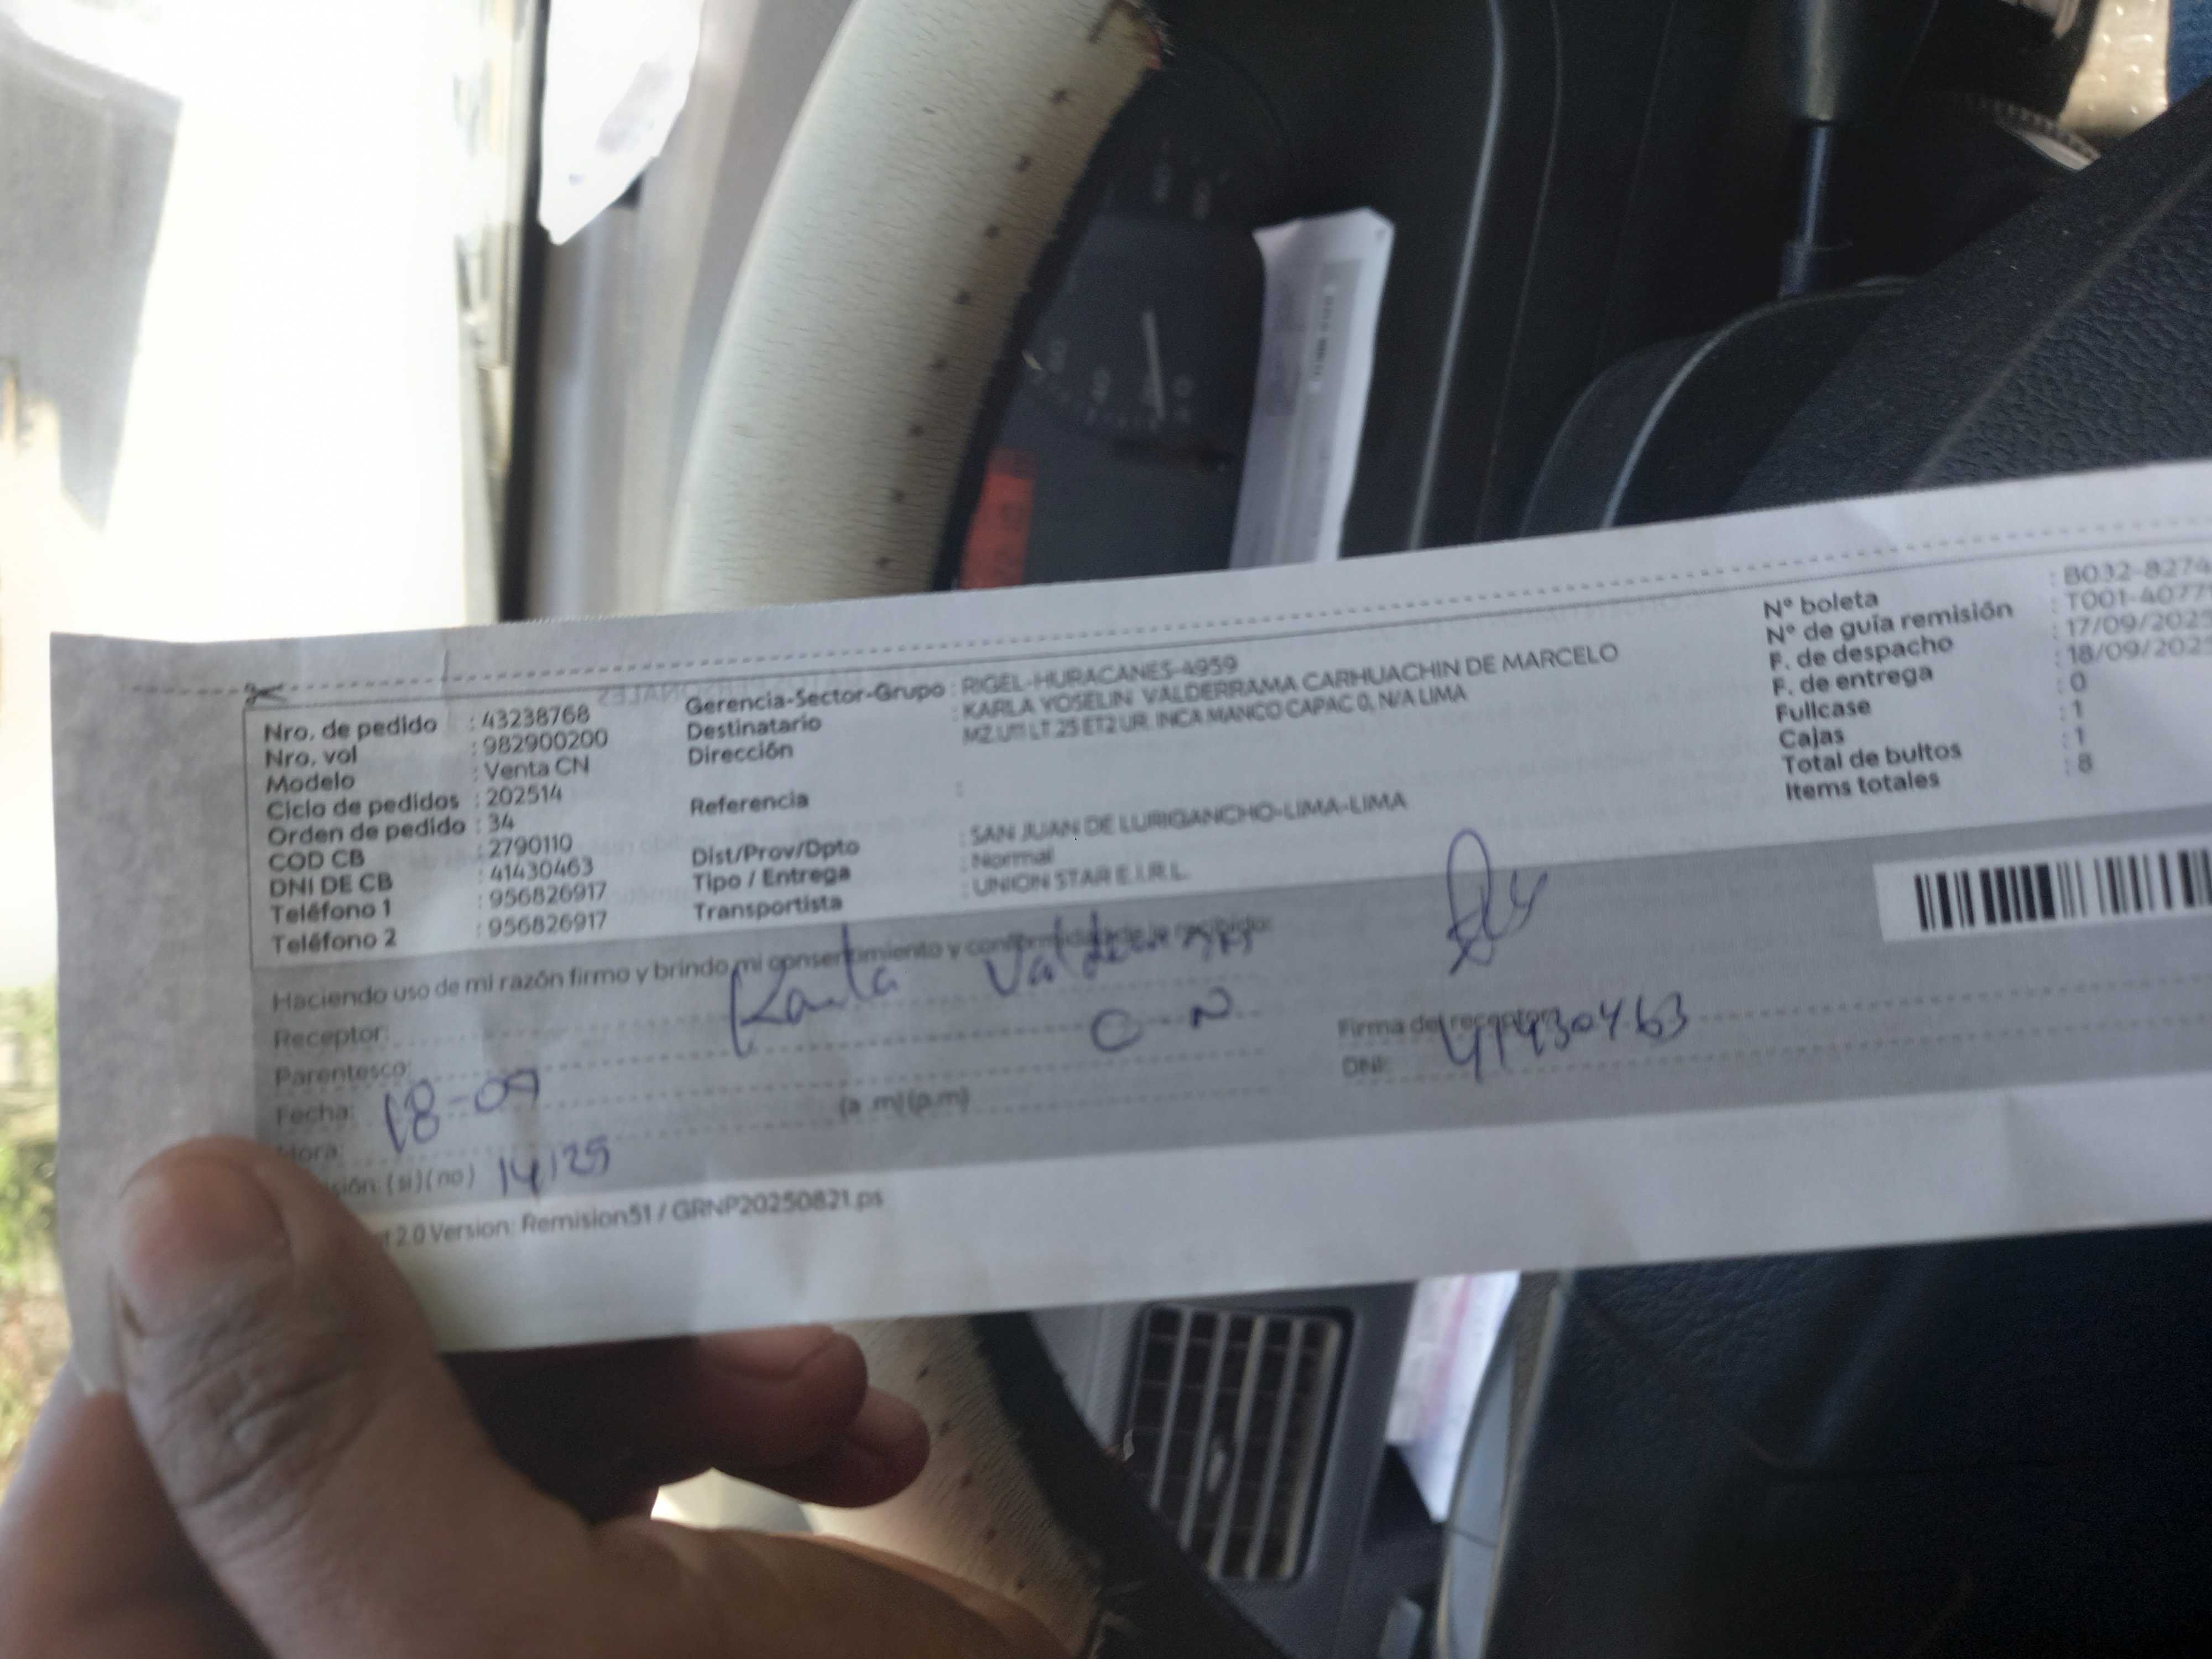 Nro. de pedido : 43238768
Nro. vol : 982900200
Modelo : Venta CN
Ciclo de pedidos : 202514
Orden de pedido : 34
COD CB : 2790110
DNI DE CB : 41430463
Teléfono 1 : 956826917
Teléfono 2 : 956826917
Gerencia-Sector-Grupo : RIGEL-HURACANES-4959
Destinatario : KARLA YOSELIN VALDERRAMA CARHUACHIN DE MARCELO
Dirección : MZ.U11 LT.25 ET2 UR. INCA MANCO CAPAC 0, N/A LIMA
Referencia :
Dist/Prov/Dpto : SAN JUAN DE LURIGANCHO-LIMA-LIMA
Tipo / Entrega : Normal
Transportista : UNION STAR E.I.R.L.
N° boleta : B032-8274
N° de guía remisión : T001-4077
F. de despacho : 17/09/2025
F. de entrega : 18/09/2025
Fullcase : 0
Cajas : 1
Total de bultos : 1
Items totales : 8
Haciendo uso de mi razón firmo y brindo mi consentimiento y conformidad de lo recibido:
Receptor: Karla Valderrama
Parentesco: C N
Fecha: 18-09
Hora (a .m)(p.m)
sión: (si)(no) 14:25
Firma del receptor:
DNI: 41430463
2.0 Version: Remision51 / GRNP20250821.ps